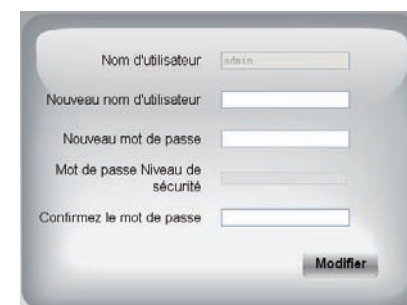 Nom d'utilisateur admin
Nouveau nom d'utilisateur
Nouveau mot de passe
Mot de passe Niveau de
sécurité
Confirmez le mot de passe
Modifier